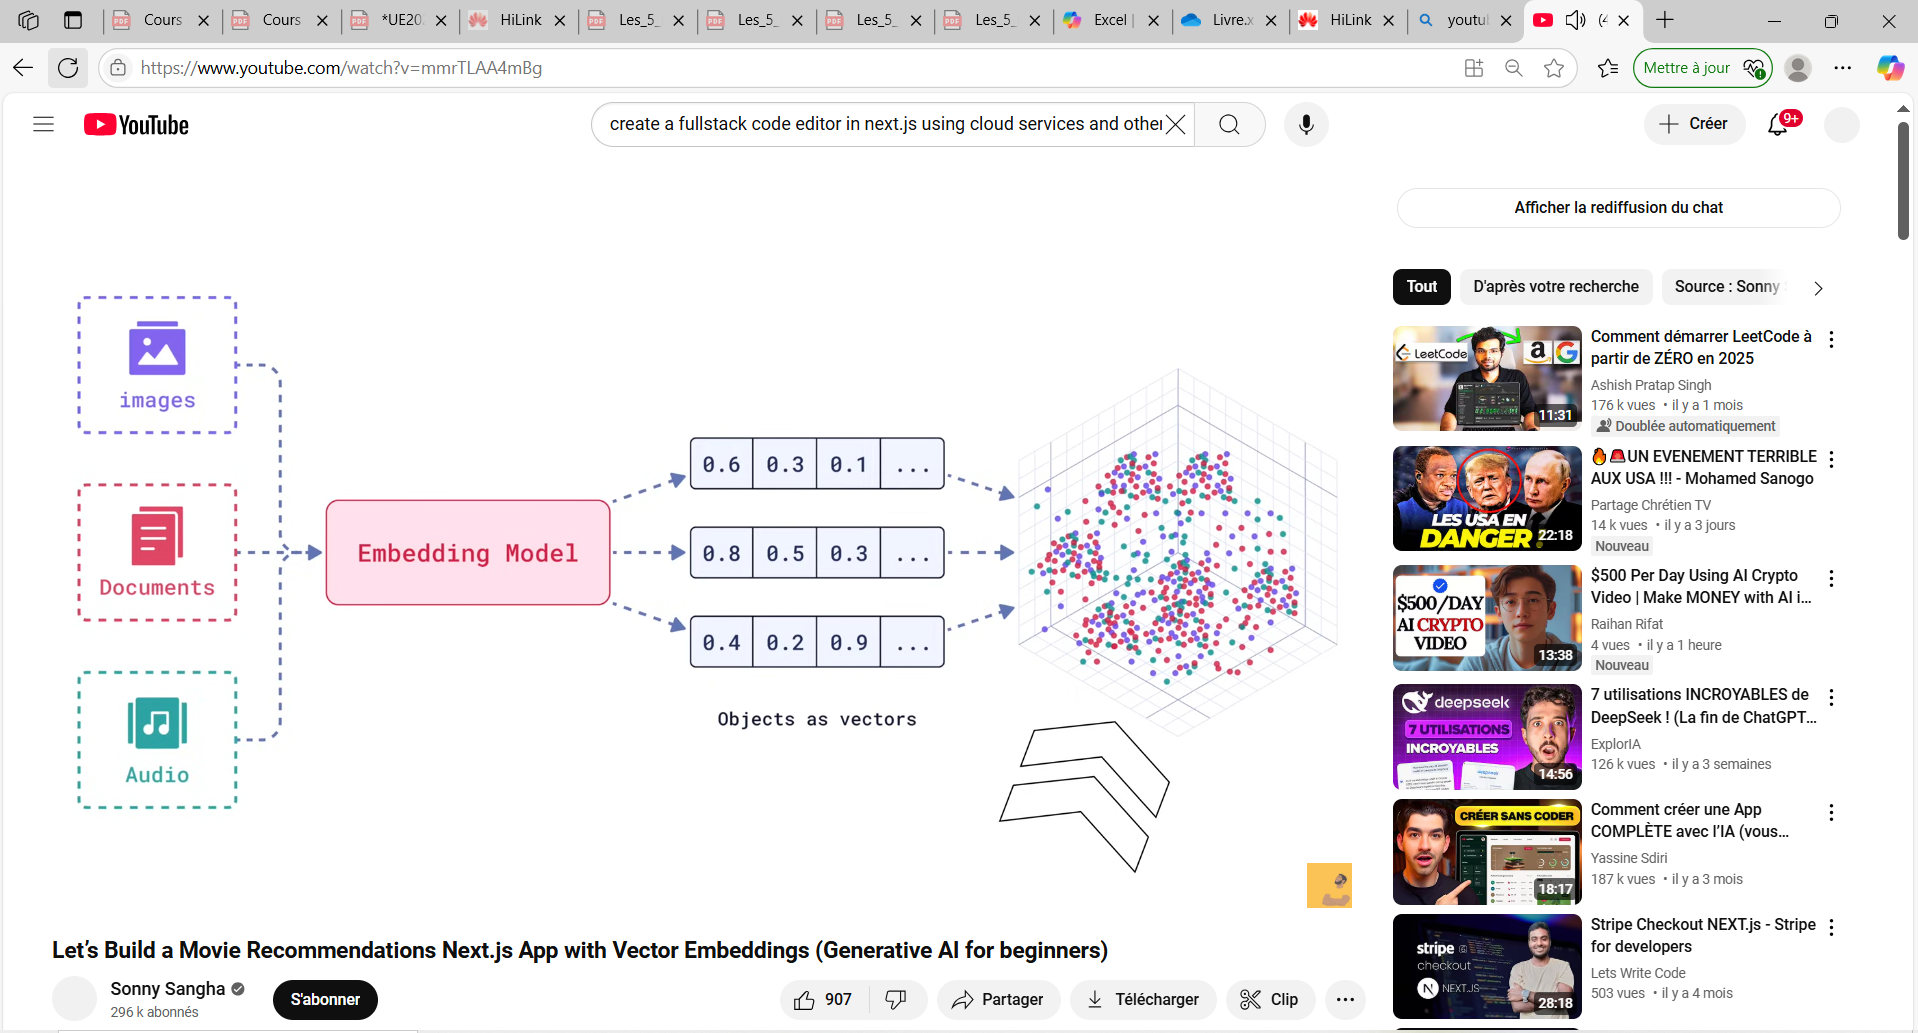 Cours
Cours
*UE20
HiLink
Les_5_
Les_5_
Les_5_
Les_5_
Excel |
Livre.x
HiLink
youtu
(4
https://www.youtube.com/watch?v=mmrTLAA4mBg
Mettre à jour
YouTube
create a fullstack code editor in next.js using cloud services and other
Créer
9+
images
Documents
Audio
Embedding Model
0.6 0.3 0.1 ...
0.8 0.5 0.3 ...
0.4 0.2 0.9 ...
Objects as vectors
Let's Build a Movie Recommendations Next.js App with Vector Embeddings (Generative AI for beginners)
Sonny Sangha
296 k abonnés
S'abonner
907
Partager
Télécharger
Clip
Afficher la rediffusion du chat
Tout
D'après votre recherche
Source : Sonny
LeetCode
11:31
Comment démarrer LeetCode à
partir de ZÉRO en 2025
Ashish Pratap Singh
176 k vues • il y a 1 mois
Doublée automatiquement
LES USA EN
DANGER
22:18
🔥🚨UN EVENEMENT TERRIBLE
AUX USA !!! - Mohamed Sanogo
Partage Chrétien TV
14 k vues • il y a 3 jours
Nouveau
$500/DAY
AI CRYPTO
VIDEO
13:38
$500 Per Day Using AI Crypto
Video | Make MONEY with AI i...
Raihan Rifat
4 vues • il y a 1 heure
Nouveau
deepseek
7 UTILISATIONS
INCROYABLES
14:56
7 utilisations INCROYABLES de
DeepSeek ! (La fin de ChatGPT...
ExplorIA
126 k vues • il y a 3 semaines
CRÉER SANS CODER
18:17
Comment créer une App
COMPLÈTE avec l'IA (vous...
Yassine Sdiri
187 k vues • il y a 3 mois
stripe
checkout
NEXT.JS
28:18
Stripe Checkout NEXT.js - Stripe
for developers
Lets Write Code
503 vues • il y a 4 mois